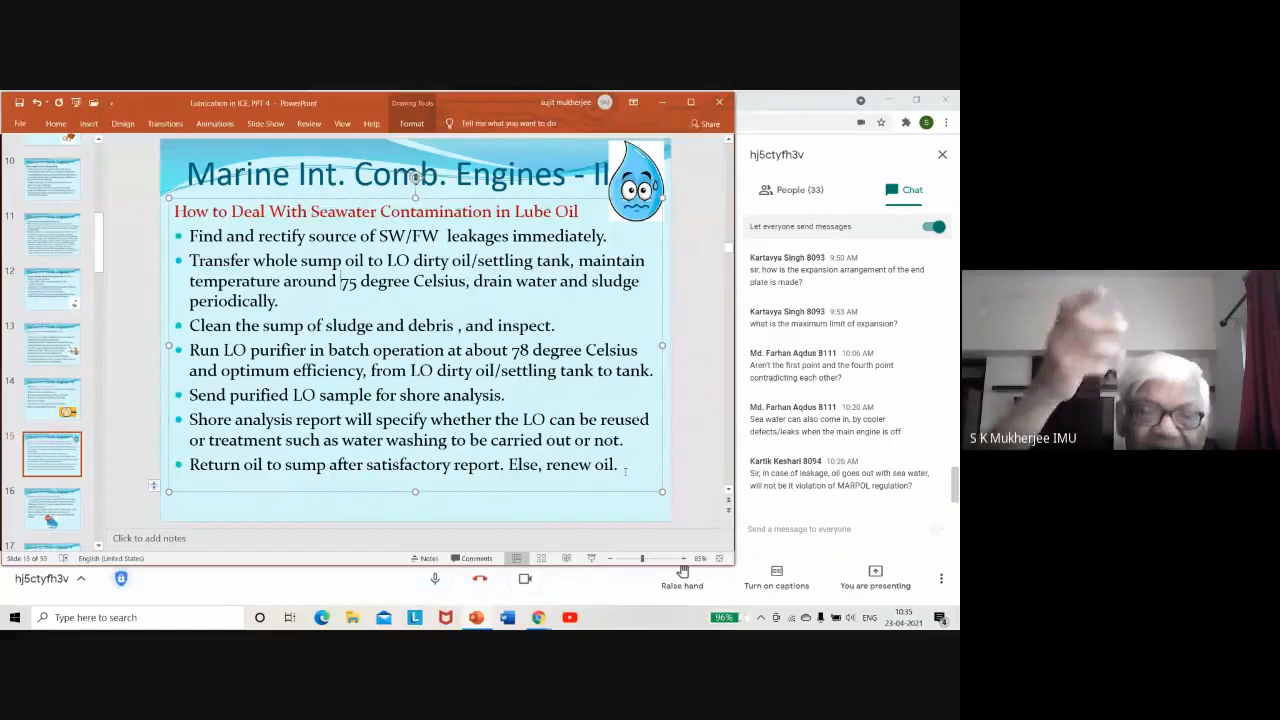 Lubrication in ICE, PPT 4 - PowerPoint
Drawing Tools
sujit mukherjee
SM
File
Home
Insert
Design
Transitions
Animations
Slide Show
Review
View
Help
Format
Tell me what you want to do
Share
10
11
12
13
14
15
16
17
Marine Int. Comb. Engines - II
How to Deal With Seawater Contamination in Lube Oil
• Find and rectify source of SW/FW leakages immediately.
• Transfer whole sump oil to LO dirty oil/settling tank, maintain
temperature around 75 degree Celsius, drain water and sludge
periodically.
• Clean the sump of sludge and debris , and inspect.
• Run LO purifier in batch operation at about 78 degree Celsius
and optimum efficiency, from LO dirty oil/settling tank to tank.
• Send purified LO sample for shore analysis.
• Shore analysis report will specify whether the LO can be reused
or treatment such as water washing to be carried out or not.
• Return oil to sump after satisfactory report. Else, renew oil.
Click to add notes
Slide 15 of 50
English (United States)
Notes
Comments
85%
hj5ctyfh3v
People (33)
Chat
Let everyone send messages
Kartavya Singh 8093 9:50 AM
sir, how is the expansion arrangement of the end
plate is made?
Kartavya Singh 8093 9:53 AM
what is the maximum limit of expansion?
Md. Farhan Aqdus 8111 10:06 AM
Aren't the first point and the fourth point
contradicting each other?
Md. Farhan Aqdus 8111 10:20 AM
Sea water can also come in, by cooler
defects/leaks when the main engine is off
Kartik Keshari 8094 10:26 AM
Sir, in case of leakage, oil goes out with sea water,
will not be it violation of MARPOL regulation?
Send a message to everyone
hj5ctyfh3v
Raise hand
Turn on captions
You are presenting
Type here to search
96%
ENG
10:35
23-04-2021
S K Mukherjee IMU